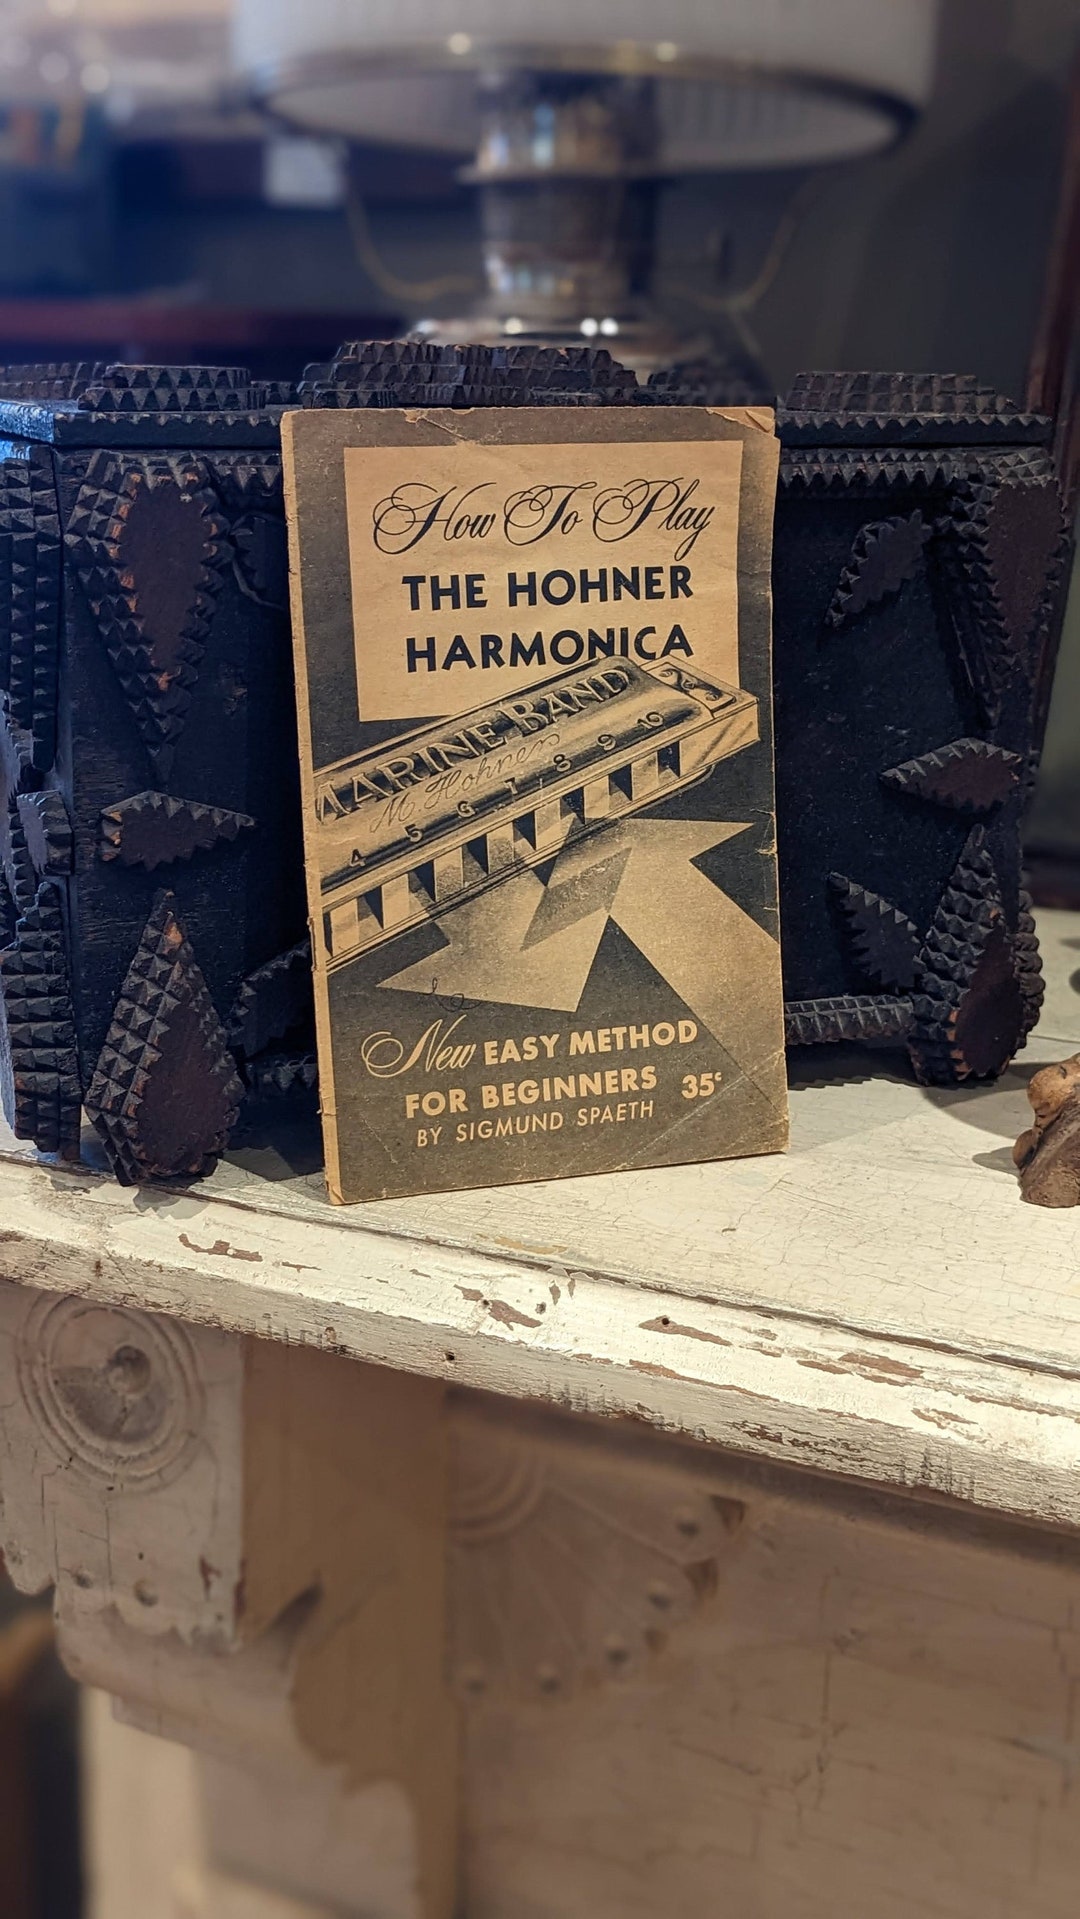 How To Play
THE HOHNER
HARMONICA
MARINE BAND
M. Hohner
4 5 6 7 8 9 10
New EASY METHOD
FOR BEGINNERS 35¢
BY SIGMUND SPAETH